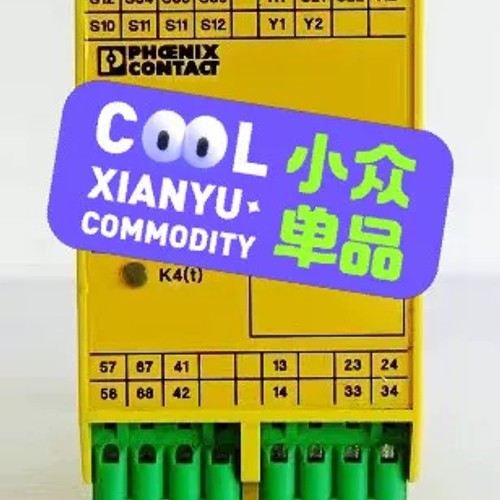 S10 S11 S11 S12 Y1 Y2
PHŒNIX
CONTACT
COOL
XIANYU
COMMODITY
小众
单品
K4(t)
57 67 41 13 23 24
58 68 42 14 33 34